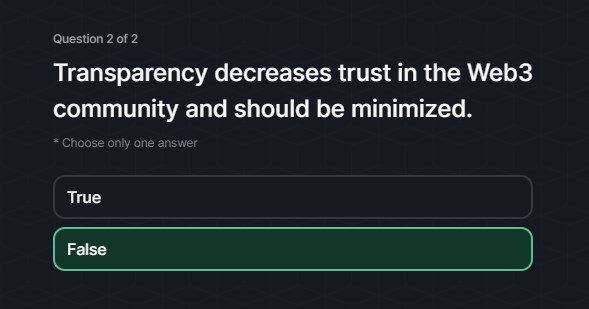 Question 2 of 2
Transparency decreases trust in the Web3
community and should be minimized.
* Choose only one answer
True
False